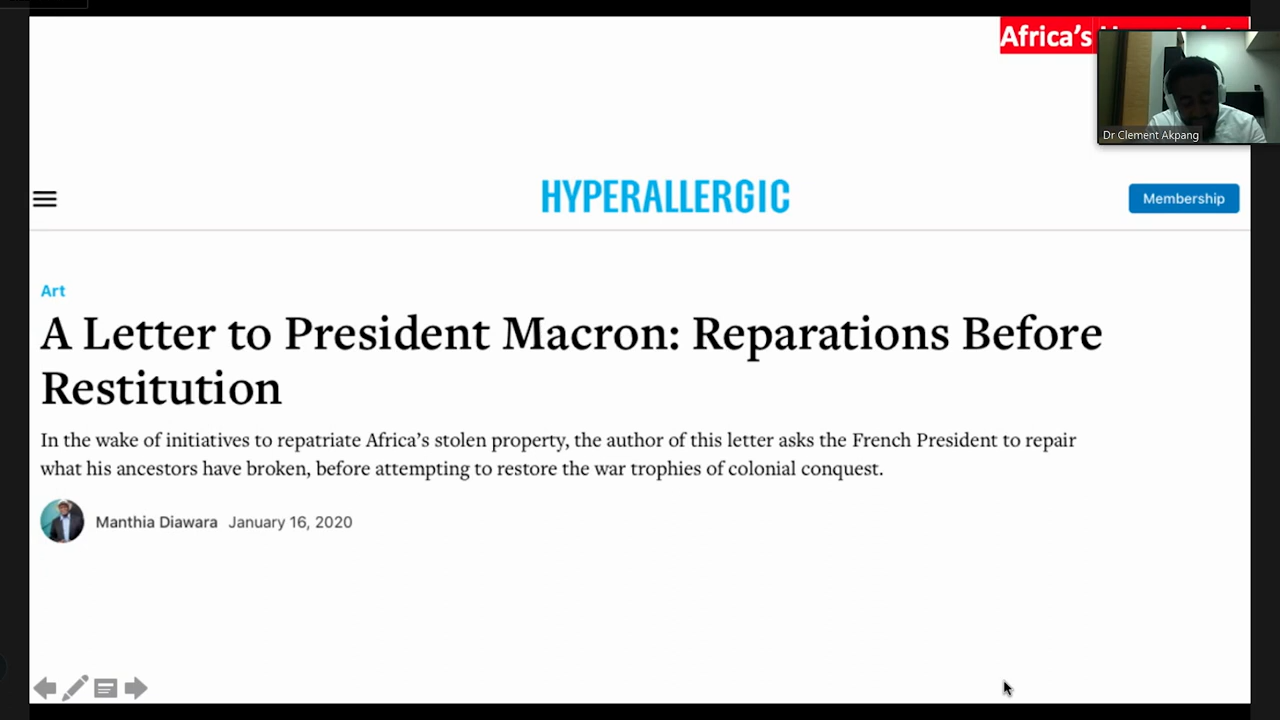 Africa's
Dr Clement Akpang
HYPERALLERGIC
Membership
Art
A Letter to President Macron: Reparations Before
Restitution
In the wake of initiatives to repatriate Africa's stolen property, the author of this letter asks the French President to repair
what his ancestors have broken, before attempting to restore the war trophies of colonial conquest.
Manthia Diawara January 16, 2020